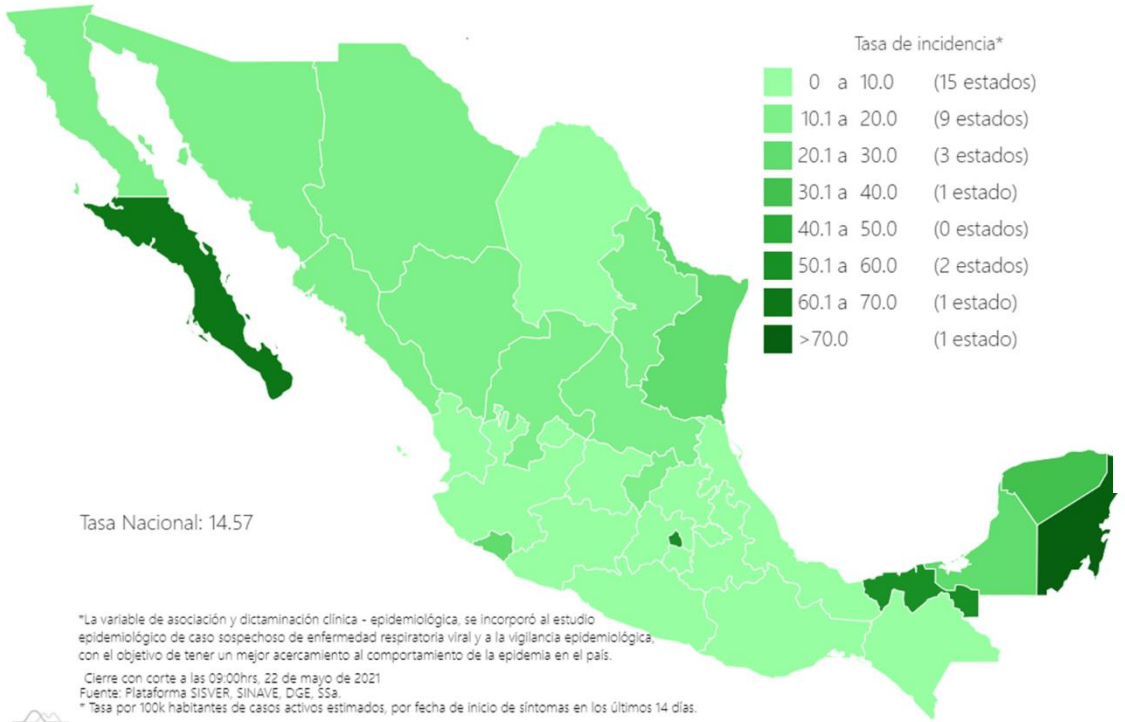 Tasa de incidencia*
0 a 10.0 (15 estados)
10.1 a 20.0 (9 estados)
20.1 a 30.0 (3 estados)
30.1 a 40.0 (1 estado)
40.1 a 50.0 (0 estados)
50.1 a 60.0 (2 estados)
60.1 a 70.0 (1 estado)
>70.0 (1 estado)
Tasa Nacional: 14.57
*La variable de asociación y dictaminación clínica - epidemiológica, se incorporó al estudio
epidemiológico de caso sospechoso de enfermedad respiratoria viral y a la vigilancia epidemiológica,
con el objetivo de tener un mejor acercamiento al comportamiento de la epidemia en el país.
Cierre con corte a las 09:00hrs, 22 de mayo de 2021
Fuente: Plataforma SISVER, SINAVE, DGE, SSa.
* Tasa por 100k habitantes de casos activos estimados, por fecha de inicio de síntomas en los últimos 14 días.